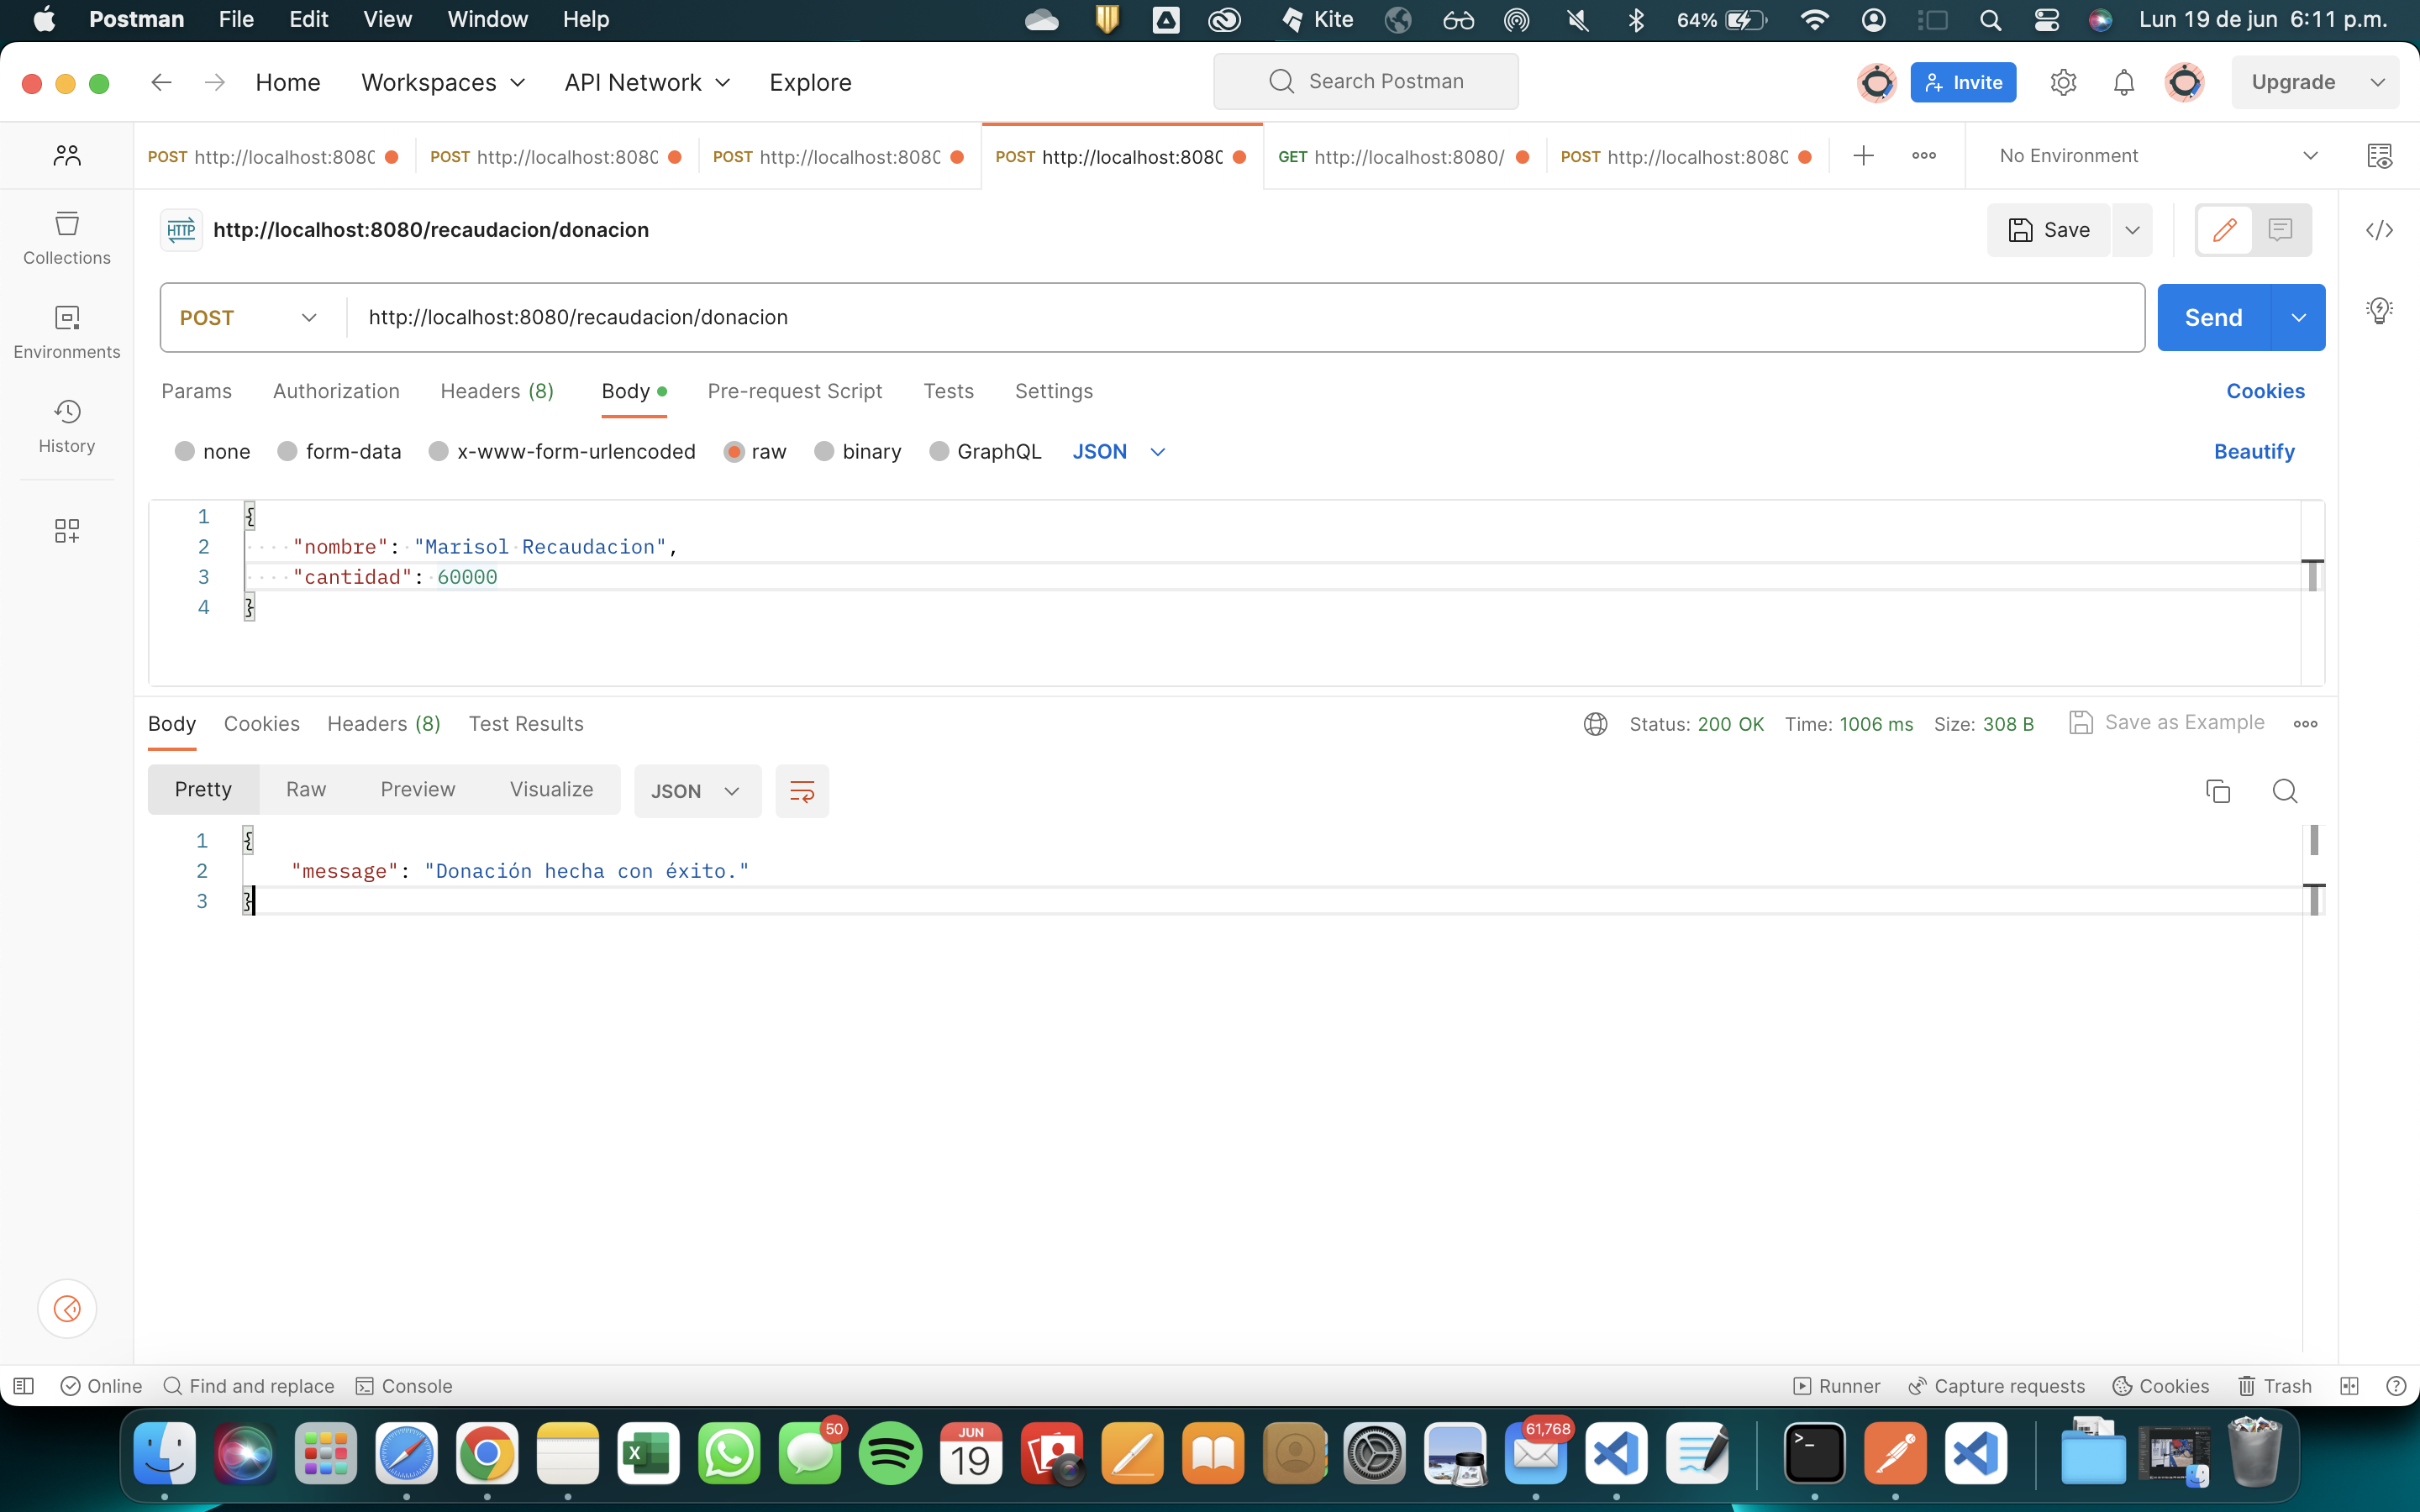 Postman File Edit View Window Help Kite 64% Lun 19 de jun 6:11 p.m.
Home Workspaces API Network Explore Search Postman Invite Upgrade
POST http://localhost:8080 POST http://localhost:8080 POST http://localhost:8080 POST http://localhost:8080 GET http://localhost:8080/ POST http://localhost:8080 No Environment
HTTP http://localhost:8080/recaudacion/donacion Save
Collections
POST http://localhost:8080/recaudacion/donacion Send
Environments
Params Authorization Headers (8) Body Pre-request Script Tests Settings Cookies
History
none form-data x-www-form-urlencoded raw binary GraphQL JSON Beautify
1 {
2 "nombre": "Marisol Recaudacion",
3 "cantidad": 60000
4 }
Body Cookies Headers (8) Test Results Status: 200 OK Time: 1006 ms Size: 308 B Save as Example
Pretty Raw Preview Visualize JSON
1 {
2 "message": "Donación hecha con éxito."
3 }
Online Find and replace Console Runner Capture requests Cookies Trash
50 JUN 19 61,768